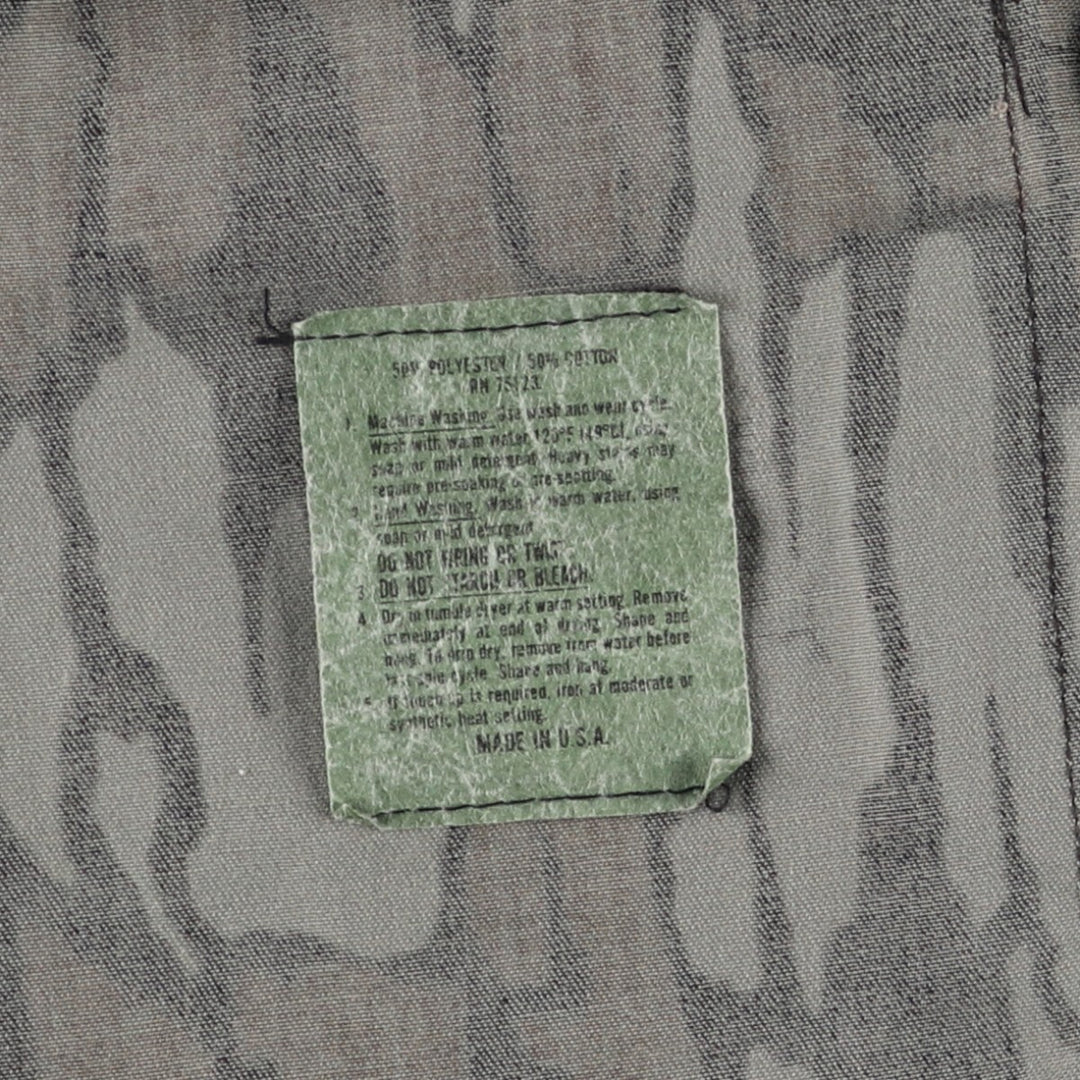 50% POLYESTER / 50% COTTON
RN 75123
1. Machine Washing. Use wash and wear cycle.
Wash with warm water 120°F (49°C), using
soap or mild detergent. Heavy stains may
require pre-soaking or pre-spotting.
2. Hand Washing. Wash in warm water, using
soap or mild detergent
DO NOT WRING OR TWIST
3. DO NOT STARCH OR BLEACH.
4. Dry in tumble dryer at warm setting. Remove
immediately at end of drying. Shape and
hang. To drip dry, remove from water before
last spin cycle. Shape and hang.
5. If touch up is required, iron at moderate or
synthetic heat setting.
MADE IN U.S.A.